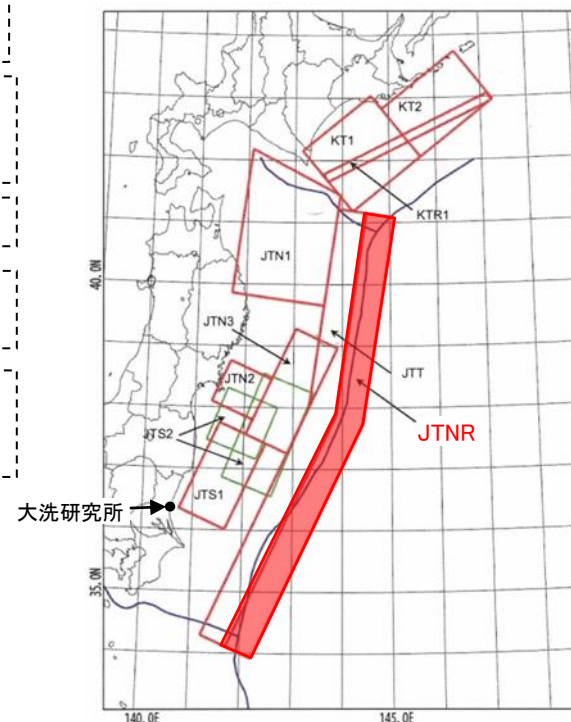 KT2
KT1
KTR1
JTN1
40.0N
JTN3
JTT
JTN2
JTNR
JTS2
JTS1
大洗研究所
35.0N
140.0E
145.0E